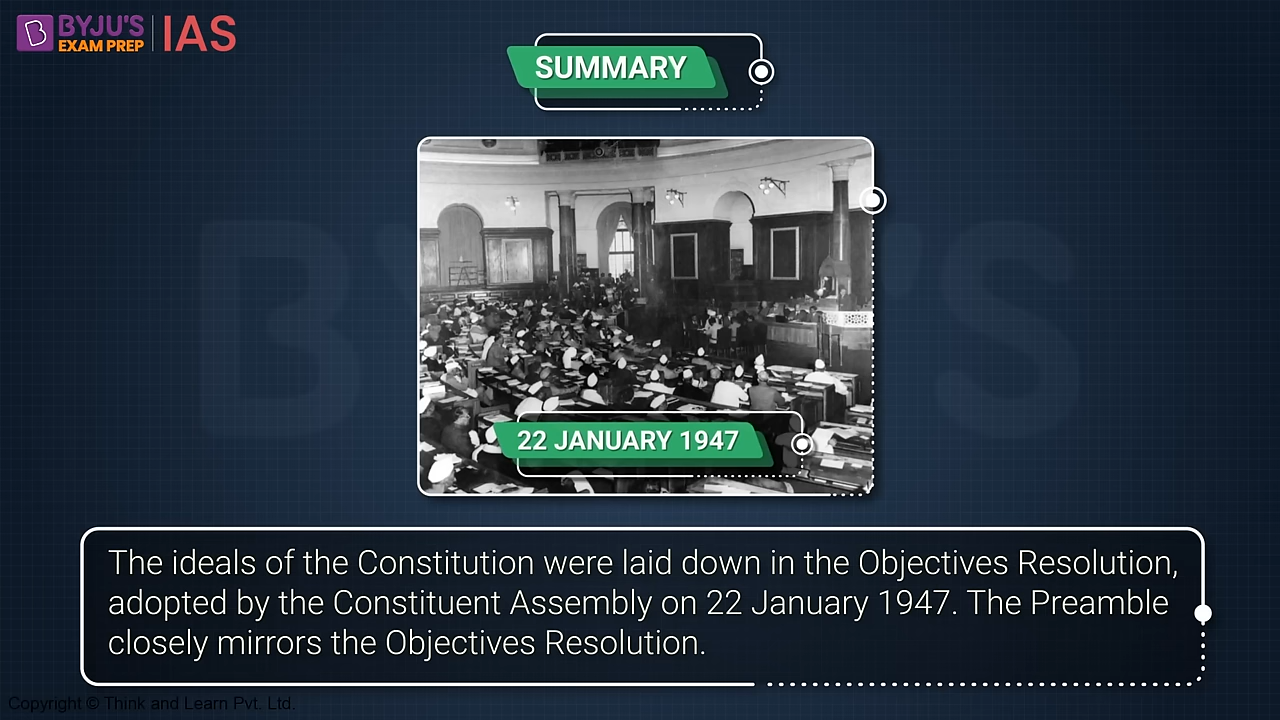 BYJU'S
EXAM PREP
IAS
SUMMARY
22 JANUARY 1947
The ideals of the Constitution were laid down in the Objectives Resolution,
adopted by the Constituent Assembly on 22 January 1947. The Preamble
closely mirrors the Objectives Resolution.
Copyright © Think and Learn Pvt. Ltd.